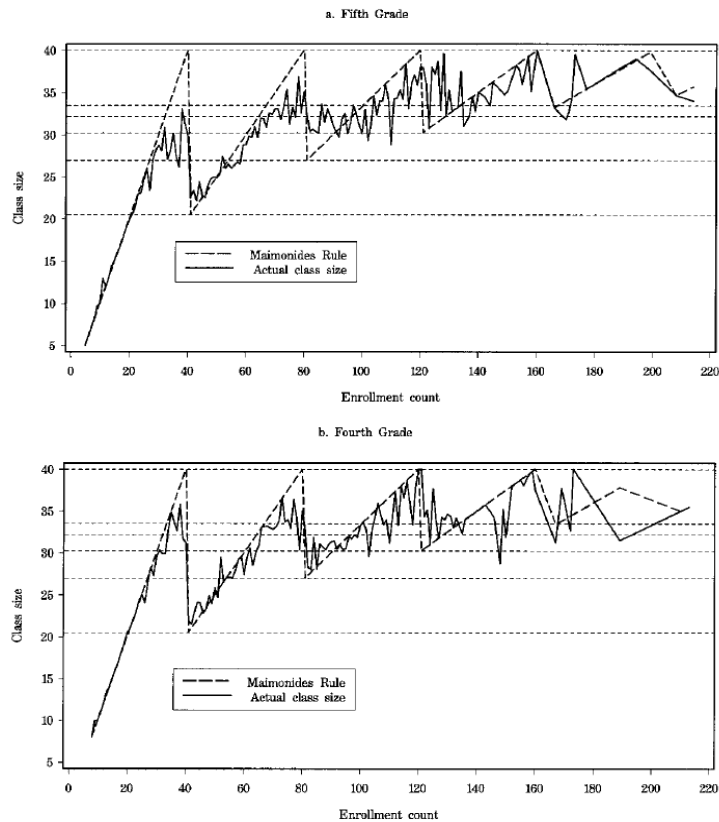 a. Fifth Grade
40
35
30
25
20
15
10
5
Class size
Maimonides Rule
Actual class size
0 20 40 60 80 100 120 140 160 180 200 220
Enrollment count
b. Fourth Grade
40
35
30
25
20
15
10
5
Class size
Maimonides Rule
Actual class size
0 20 40 60 80 100 120 140 160 180 200 220
Enrollment count